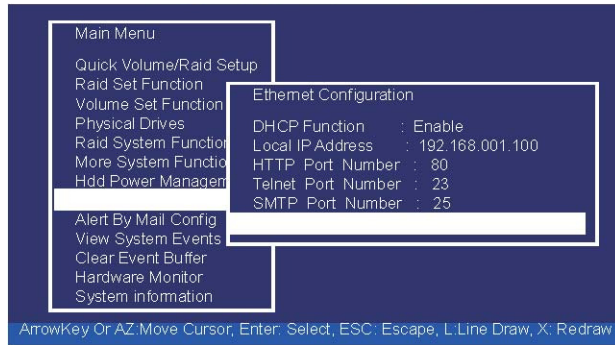 Main Menu
Quick Volume/Raid Setup
Raid Set Function
Volume Set Function
Physical Drives
Raid System Function
More System Functio
Hdd Power Managem
Alert By Mail Config
View System Events
Clear Event Buffer
Hardware Monitor
System information
Ethernet Configuration
DHCP Function : Enable
Local IP Address : 192.168.001.100
HTTP Port Number : 80
Telnet Port Number : 23
SMTP Port Number : 25
ArrowKey Or AZ:Move Cursor, Enter: Select, ESC: Escape, L:Line Draw, X: Redraw